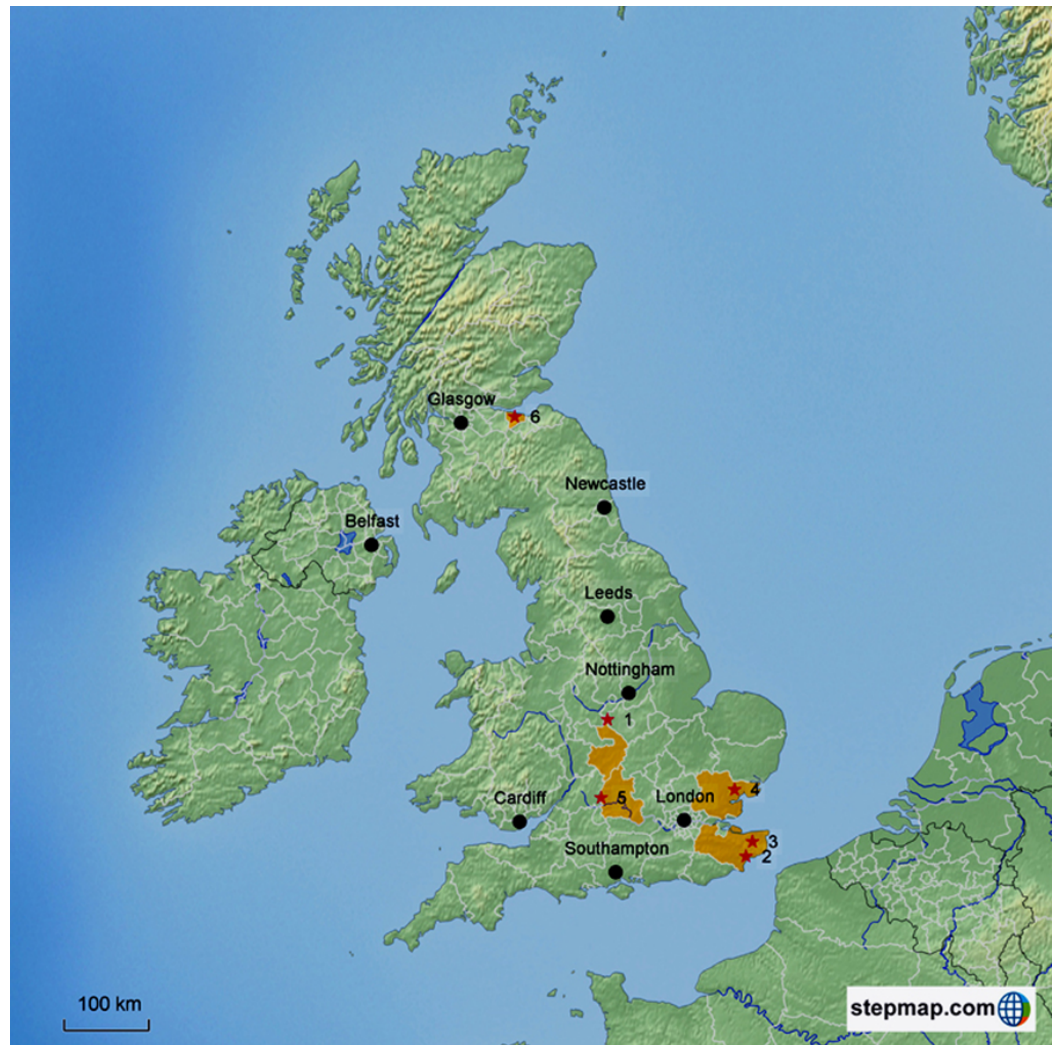 Glasgow
6
Newcastle
Belfast
Leeds
Nottingham
1
Cardiff
5
London
4
Southampton
3
2
100 km
stepmap.com